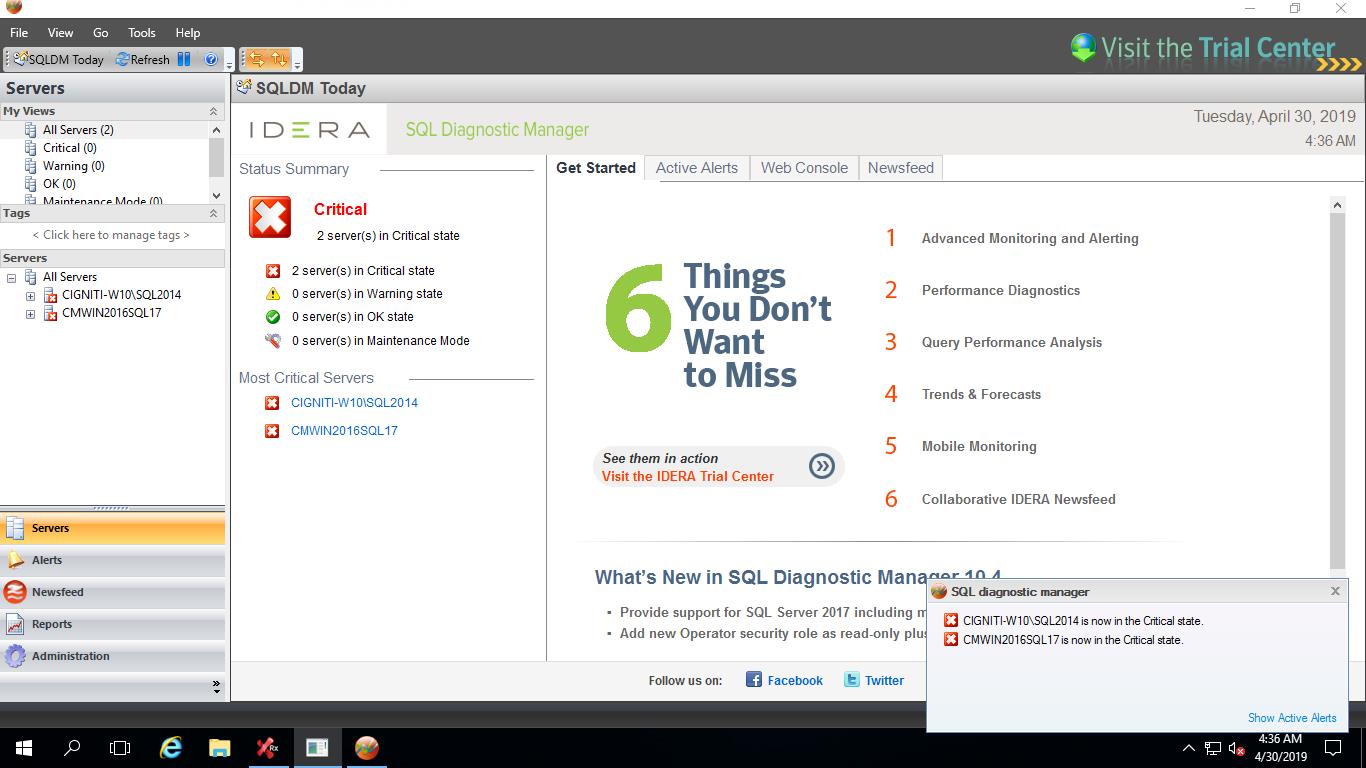 File View Go Tools Help
Visit the Trial Center
SQLDM Today Refresh
Servers
My Views
All Servers (2)
Critical (0)
Warning (0)
OK (0)
Maintenance Mode (0)
Tags
< Click here to manage tags >
Servers
All Servers
CIGNITI-W10\SQL2014
CMWIN2016SQL17
Servers
Alerts
Newsfeed
Reports
Administration
SQLDM Today
IDERA SQL Diagnostic Manager
Tuesday, April 30, 2019
4:36 AM
Status Summary
Critical
2 server(s) in Critical state
2 server(s) in Critical state
0 server(s) in Warning state
0 server(s) in OK state
0 server(s) in Maintenance Mode
Most Critical Servers
CIGNITI-W10\SQL2014
CMWIN2016SQL17
Get Started Active Alerts Web Console Newsfeed
6 Things
You Don't
Want
to Miss
See them in action
Visit the IDERA Trial Center
1 Advanced Monitoring and Alerting
2 Performance Diagnostics
3 Query Performance Analysis
4 Trends & Forecasts
5 Mobile Monitoring
6 Collaborative IDERA Newsfeed
What's New in SQL Diagnostic Manager 10.4
▪ Provide support for SQL Server 2017 including
▪ Add new Operator security role as read-only plus
Follow us on: Facebook Twitter
SQL diagnostic manager
CIGNITI-W10\SQL2014 is now in the Critical state.
CMWIN2016SQL17 is now in the Critical state.
Show Active Alerts
Rx
4:36 AM
4/30/2019